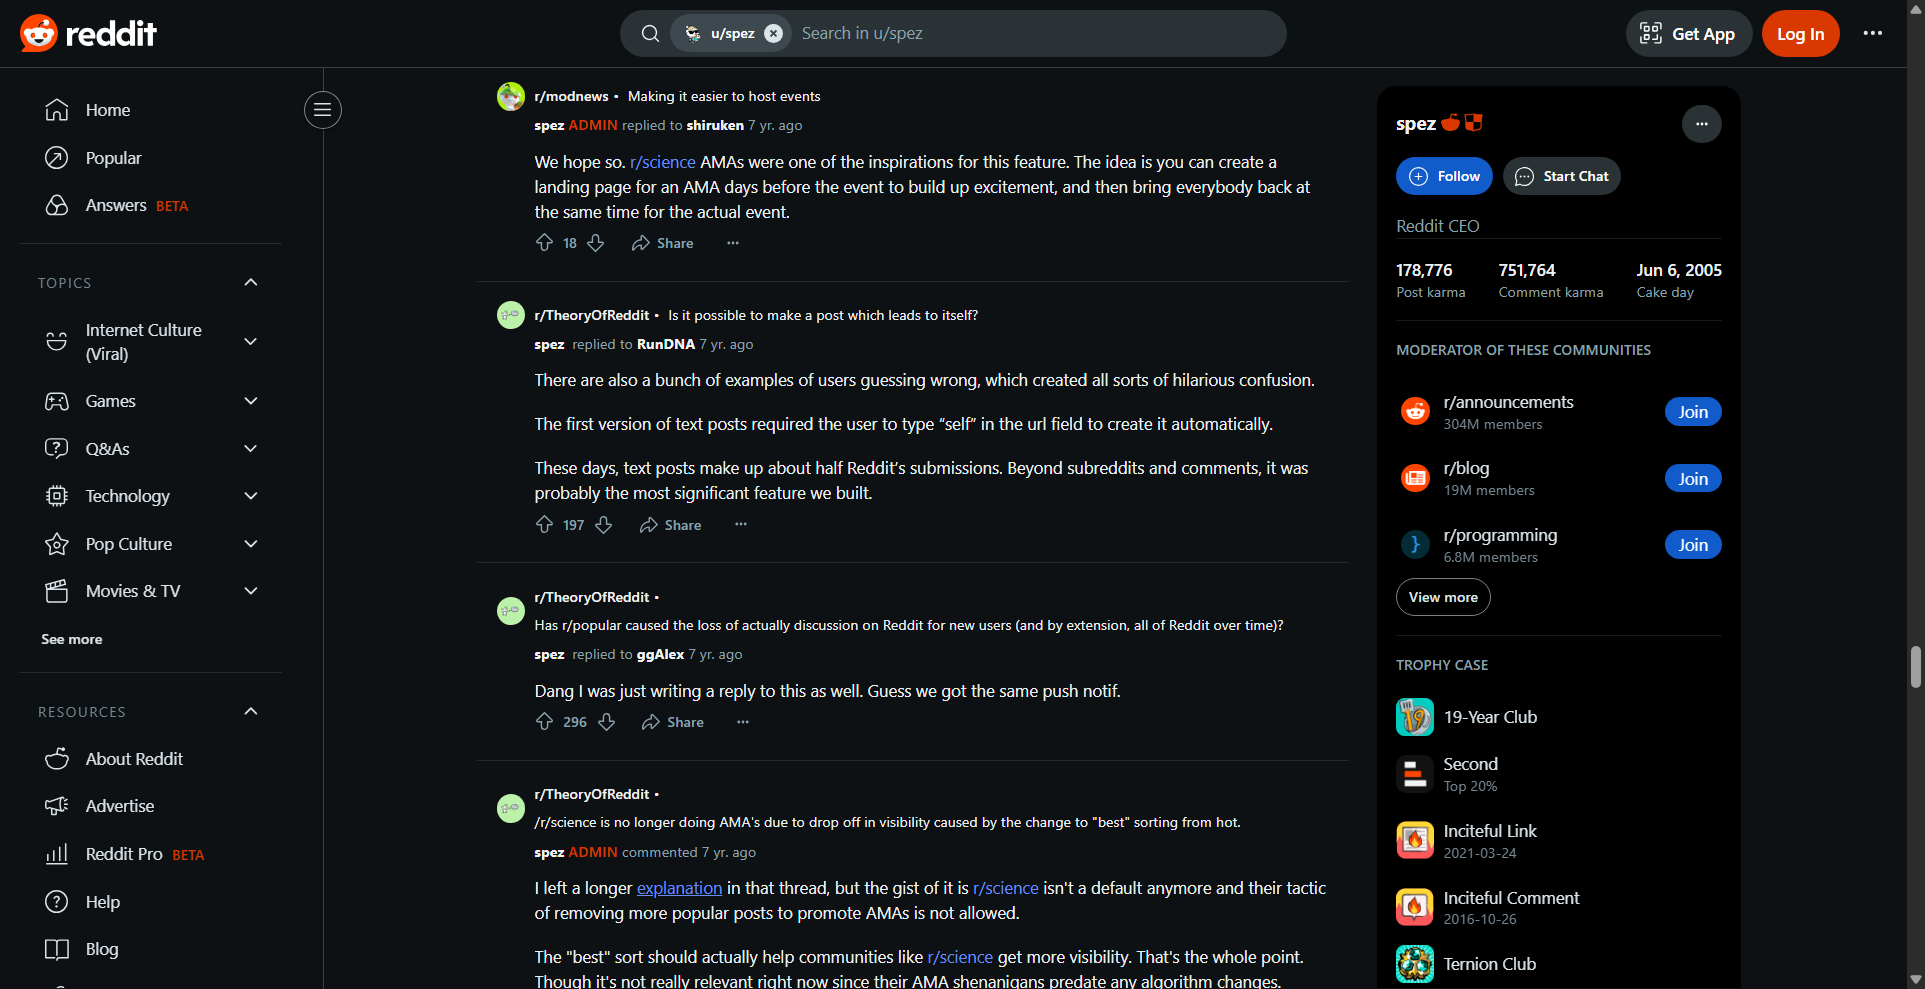 reddit
u/spez
Search in u/spez
Get App
Log In
Home
Popular
Answers BETA
TOPICS
Internet Culture
(Viral)
Games
Q&As
Technology
Pop Culture
Movies & TV
See more
RESOURCES
About Reddit
Advertise
Reddit Pro BETA
Help
Blog
r/modnews • Making it easier to host events
spez ADMIN replied to shiruken 7 yr. ago
We hope so. r/science AMAs were one of the inspirations for this feature. The idea is you can create a
landing page for an AMA days before the event to build up excitement, and then bring everybody back at
the same time for the actual event.
18 Share
r/TheoryOfReddit • Is it possible to make a post which leads to itself?
spez replied to RunDNA 7 yr. ago
There are also a bunch of examples of users guessing wrong, which created all sorts of hilarious confusion.
The first version of text posts required the user to type “self” in the url field to create it automatically.
These days, text posts make up about half Reddit’s submissions. Beyond subreddits and comments, it was
probably the most significant feature we built.
197 Share
r/TheoryOfReddit •
Has r/popular caused the loss of actually discussion on Reddit for new users (and by extension, all of Reddit over time)?
spez replied to ggAlex 7 yr. ago
Dang I was just writing a reply to this as well. Guess we got the same push notif.
296 Share
r/TheoryOfReddit •
/r/science is no longer doing AMA's due to drop off in visibility caused by the change to "best" sorting from hot.
spez ADMIN commented 7 yr. ago
I left a longer explanation in that thread, but the gist of it is r/science isn't a default anymore and their tactic
of removing more popular posts to promote AMAs is not allowed.
The "best" sort should actually help communities like r/science get more visibility. That's the whole point.
Though it's not really relevant right now since their AMA shenanigans predate any algorithm changes.
spez
Follow
Start Chat
Reddit CEO
178,776 751,764 Jun 6, 2005
Post karma Comment karma Cake day
MODERATOR OF THESE COMMUNITIES
r/announcements
304M members
Join
r/blog
19M members
Join
r/programming
6.8M members
Join
View more
TROPHY CASE
19-Year Club
Second
Top 20%
Inciteful Link
2021-03-24
Inciteful Comment
2016-10-26
Ternion Club